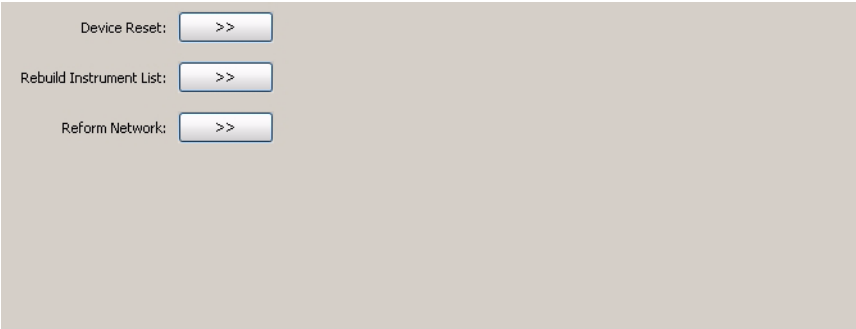 Device Reset: >>
Rebuild Instrument List: >>
Reform Network: >>